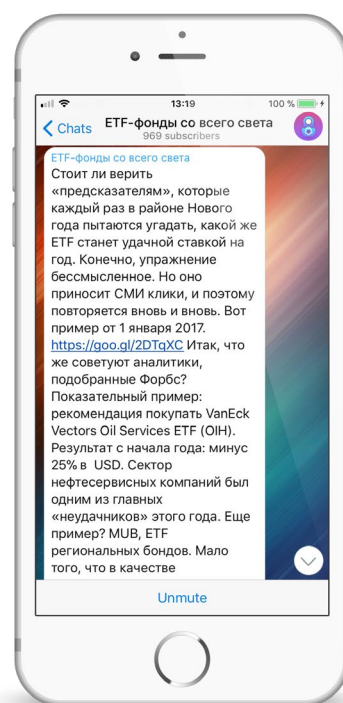 13:19
100 %
Chats
ETF-фонды со всего света
969 subscribers
ETF-фонды со всего света
Стоит ли верить
«предсказателям», которые
каждый раз в районе Нового
года пытаются угадать, какой же
ETF станет удачной ставкой на
год. Конечно, упражнение
бессмысленное. Но оно
приносит СМИ клики, и поэтому
повторяется вновь и вновь. Вот
пример от 1 января 2017.
https://goo.gl/2DTqXC Итак, что
же советуют аналитики,
подобранные Форбс?
Показательный пример:
рекомендация покупать VanEck
Vectors Oil Services ETF (OIH).
Результат с начала года: минус
25% в USD. Сектор
нефтесервисных компаний был
одним из главных
«неудачников» этого года. Еще
пример? MUB, ETF
региональных бондов. Мало
того, что в качестве
Unmute